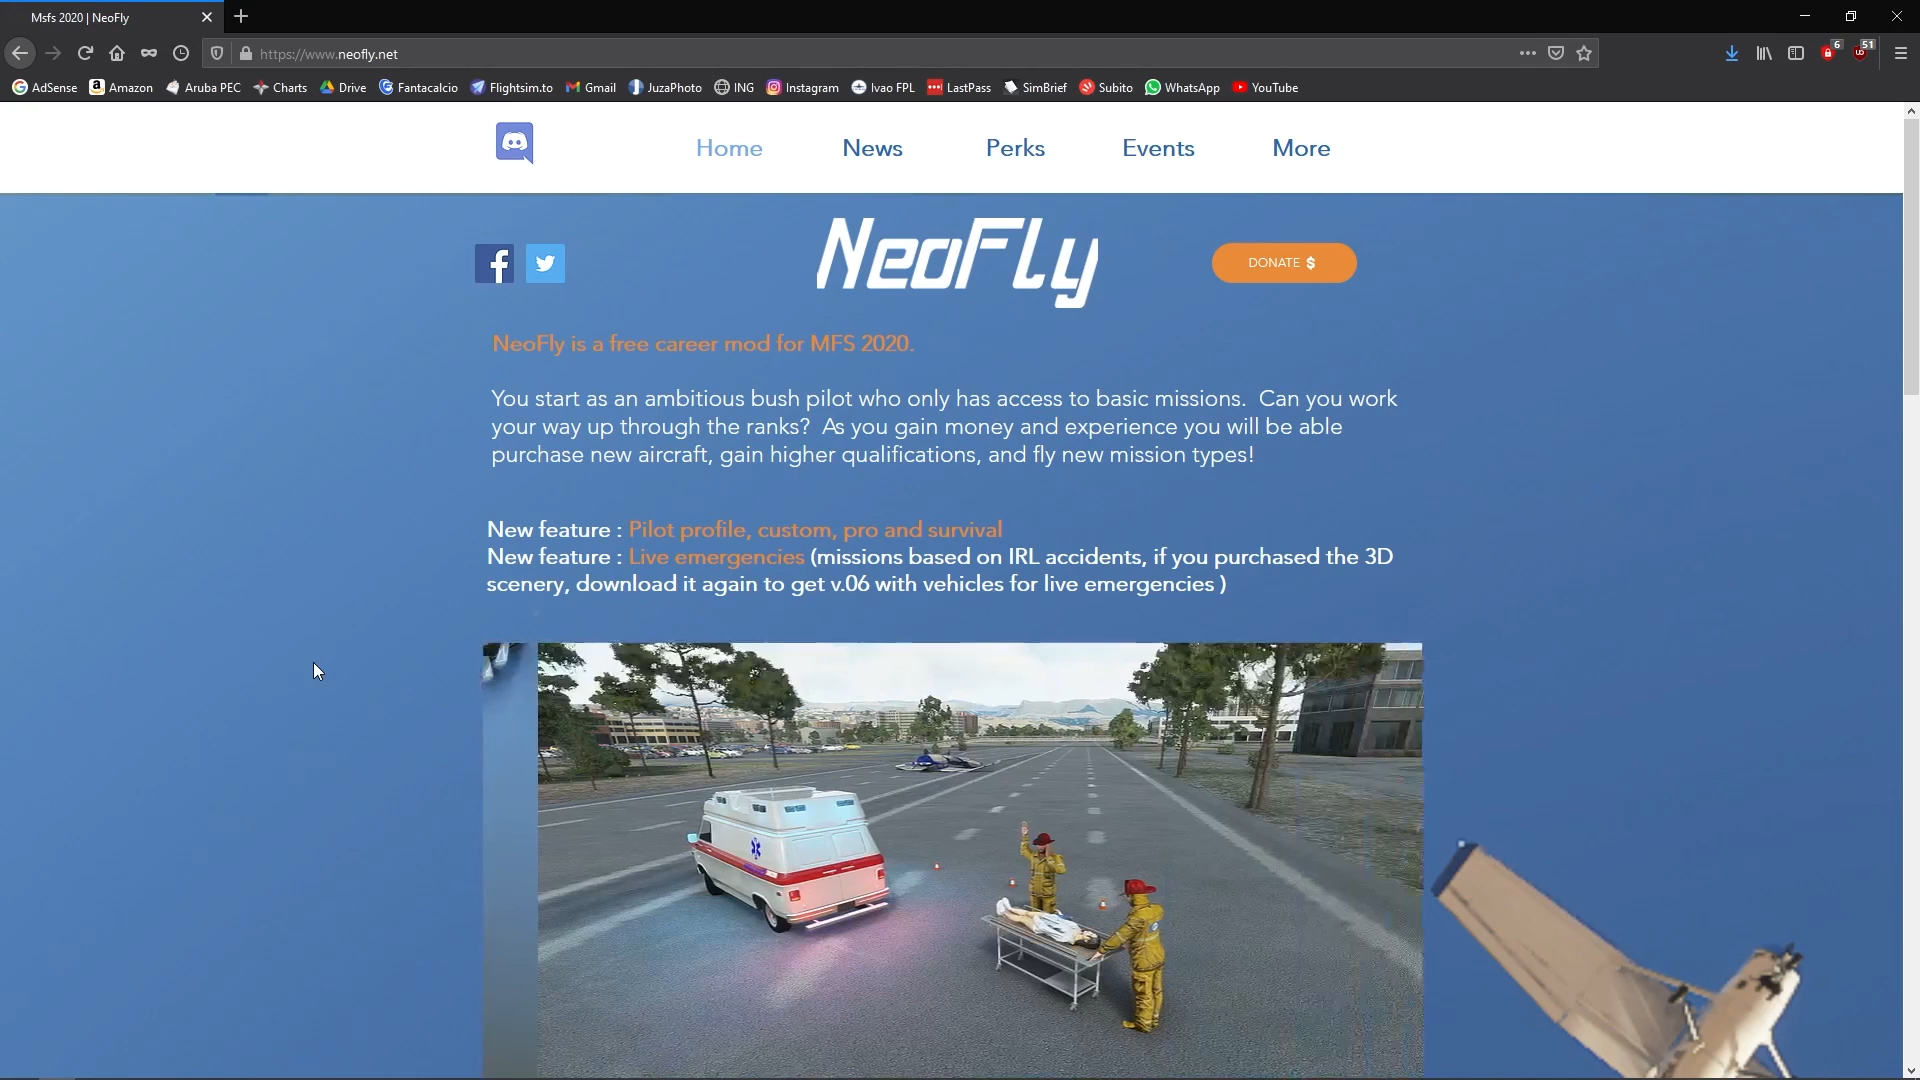 Msfs 2020 | NeoFly
https://www.neofly.net
6
51
AdSense Amazon Aruba PEC Charts Drive Fantacalcio Flightsim.to Gmail JuzaPhoto ING Instagram Ivao FPL LastPass SimBrief Subito WhatsApp YouTube
Home News Perks Events More
NeoFly
DONATE $
NeoFly is a free career mod for MFS 2020.
You start as an ambitious bush pilot who only has access to basic missions. Can you work
your way up through the ranks? As you gain money and experience you will be able
purchase new aircraft, gain higher qualifications, and fly new mission types!
New feature : Pilot profile, custom, pro and survival
New feature : Live emergencies (missions based on IRL accidents, if you purchased the 3D
scenery, download it again to get v.06 with vehicles for live emergencies )